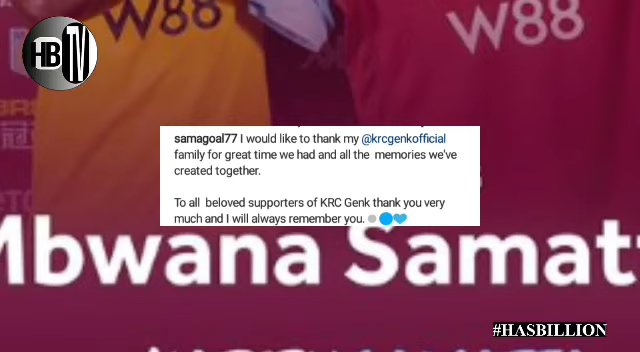 W88
W88
HB TV
samagoal77 I would like to thank my @krcgenkofficial
family for great time we had and all the memories we've
created together.
To all beloved supporters of KRC Genk thank you very
much and I will always remember you.
Mbwana Samatt
#HASBILLION